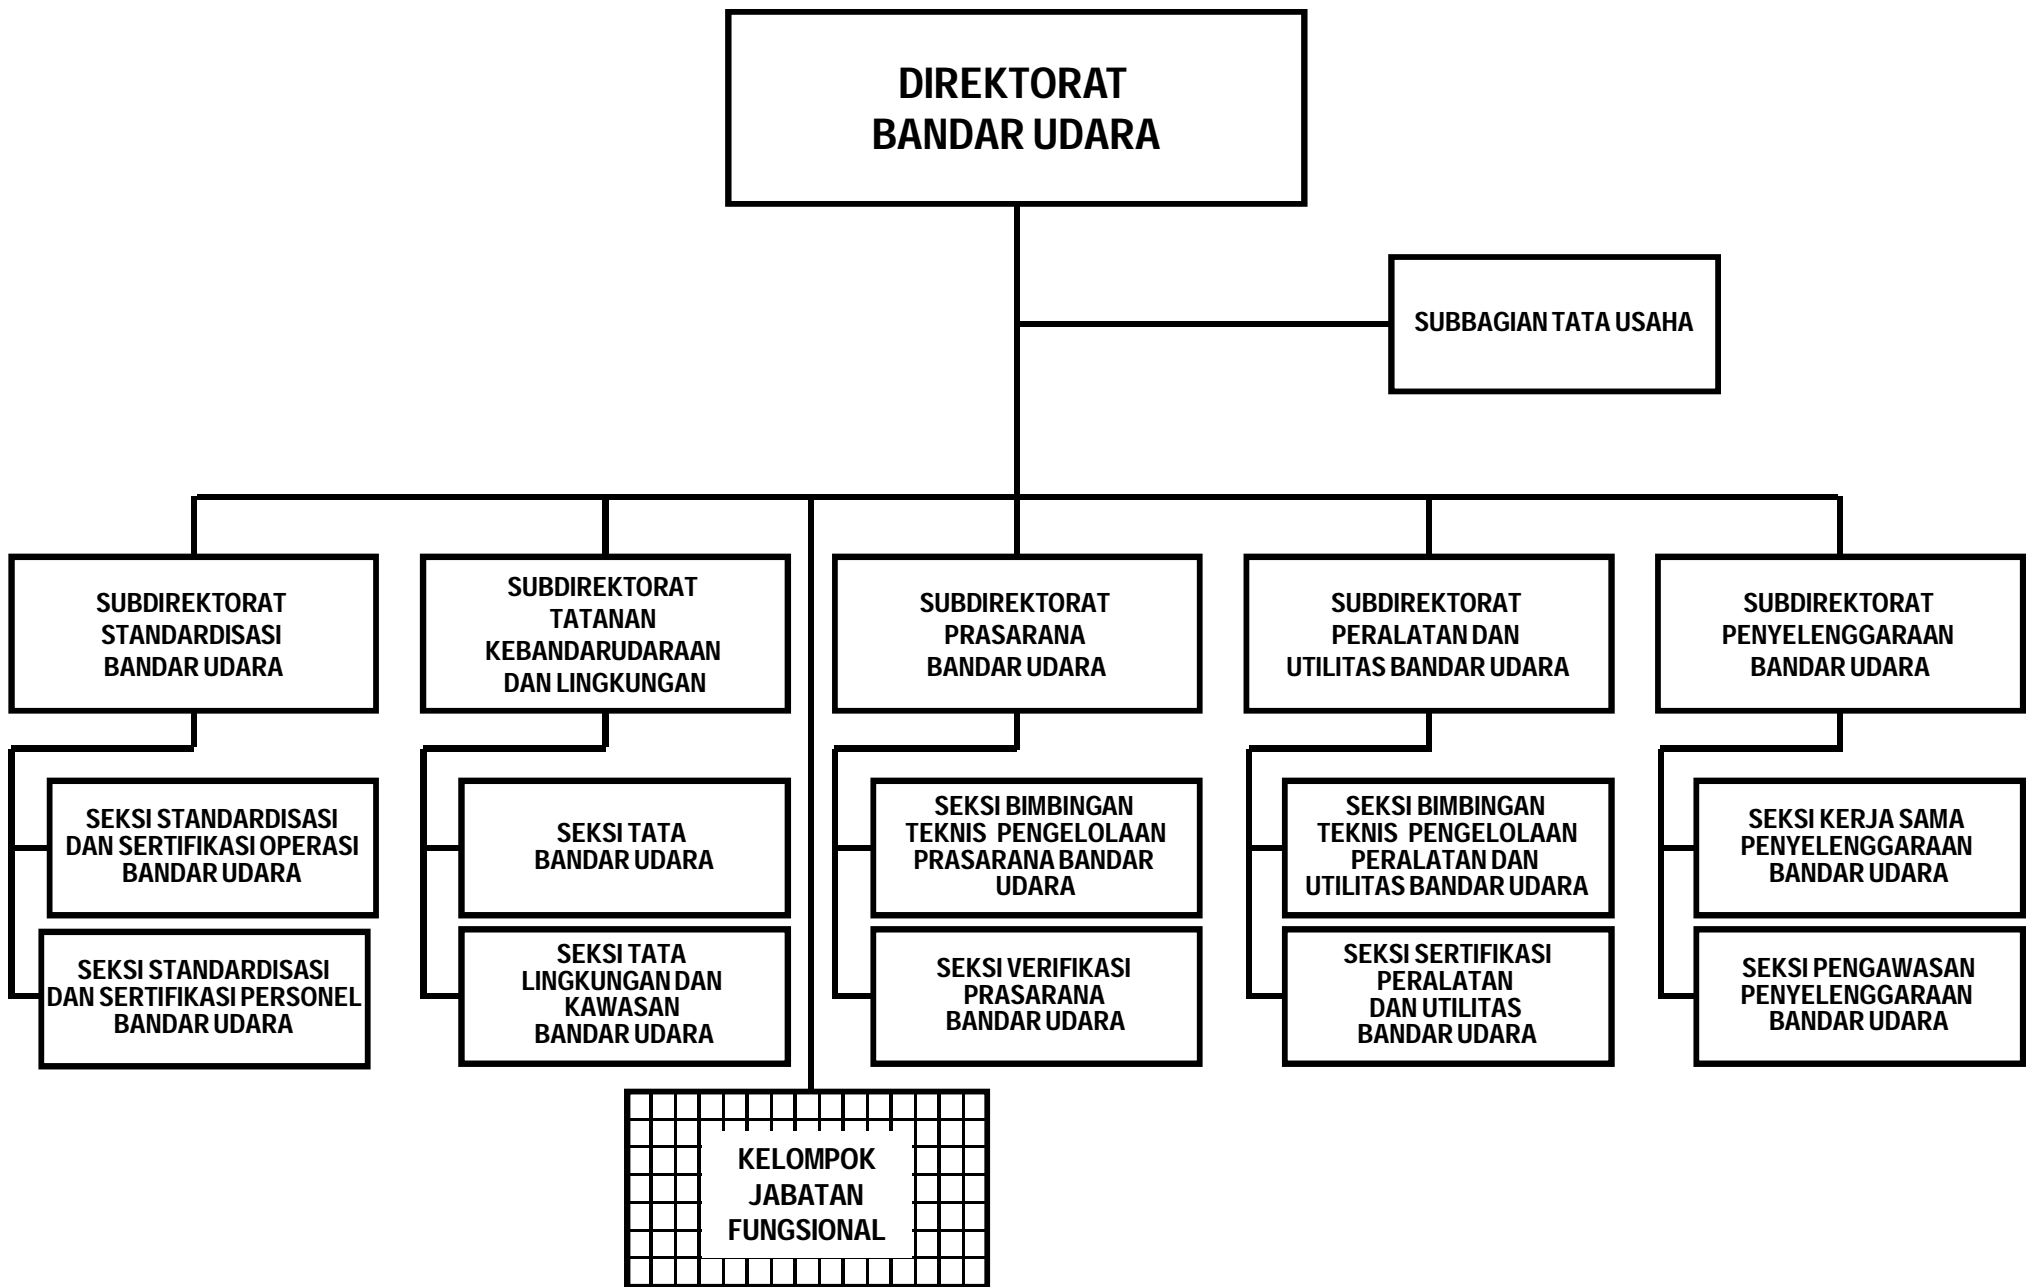 DIREKTORAT
BANDAR UDARA
SUBBAGIAN TATA USAHA
SUBDIREKTORAT
STANDARDISASI
BANDAR UDARA
SUBDIREKTORAT
TATANAN
KEBANDARUDARAAN
DAN LINGKUNGAN
SUBDIREKTORAT
PRASARANA
BANDAR UDARA
SUBDIREKTORAT
PERALATAN DAN
UTILITAS BANDAR UDARA
SUBDIREKTORAT
PENYELENGGARAAN
BANDAR UDARA
SEKSI STANDARDISASI
DAN SERTIFIKASI OPERASI
BANDAR UDARA
SEKSI TATA
BANDAR UDARA
SEKSI BIMBINGAN
TEKNIS PENGELOLAAN
PRASARANA BANDAR
UDARA
SEKSI BIMBINGAN
TEKNIS PENGELOLAAN
PERALATAN DAN
UTILITAS BANDAR UDARA
SEKSI KERJA SAMA
PENYELENGGARAAN
BANDAR UDARA
SEKSI STANDARDISASI
DAN SERTIFIKASI PERSONEL
BANDAR UDARA
SEKSI TATA
LINGKUNGAN DAN
KAWASAN
BANDAR UDARA
SEKSI VERIFIKASI
PRASARANA
BANDAR UDARA
SEKSI SERTIFIKASI
PERALATAN
DAN UTILITAS
BANDAR UDARA
SEKSI PENGAWASAN
PENYELENGGARAAN
BANDAR UDARA
KELOMPOK
JABATAN
FUNGSIONAL